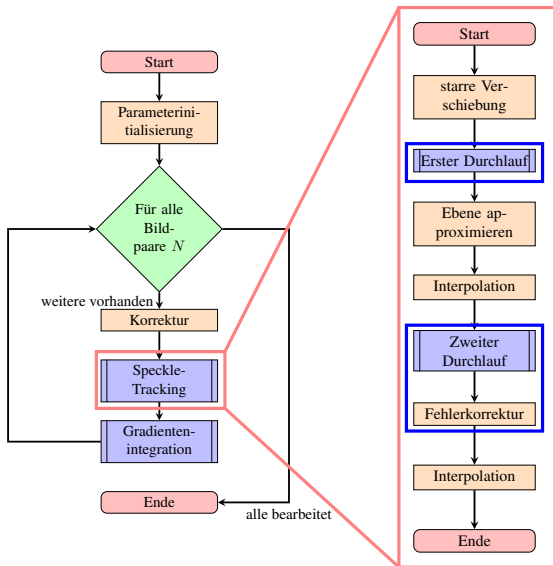 Start
Parameterini-
tialisierung
Für alle
Bild-
paare N
weitere vorhanden
Korrektur
Speckle-
Tracking
Gradienten-
integration
Ende
alle bearbeitet
Start
starre Ver-
schiebung
Erster Durchlauf
Ebene ap-
proximieren
Interpolation
Zweiter
Durchlauf
Fehlerkorrektur
Interpolation
Ende